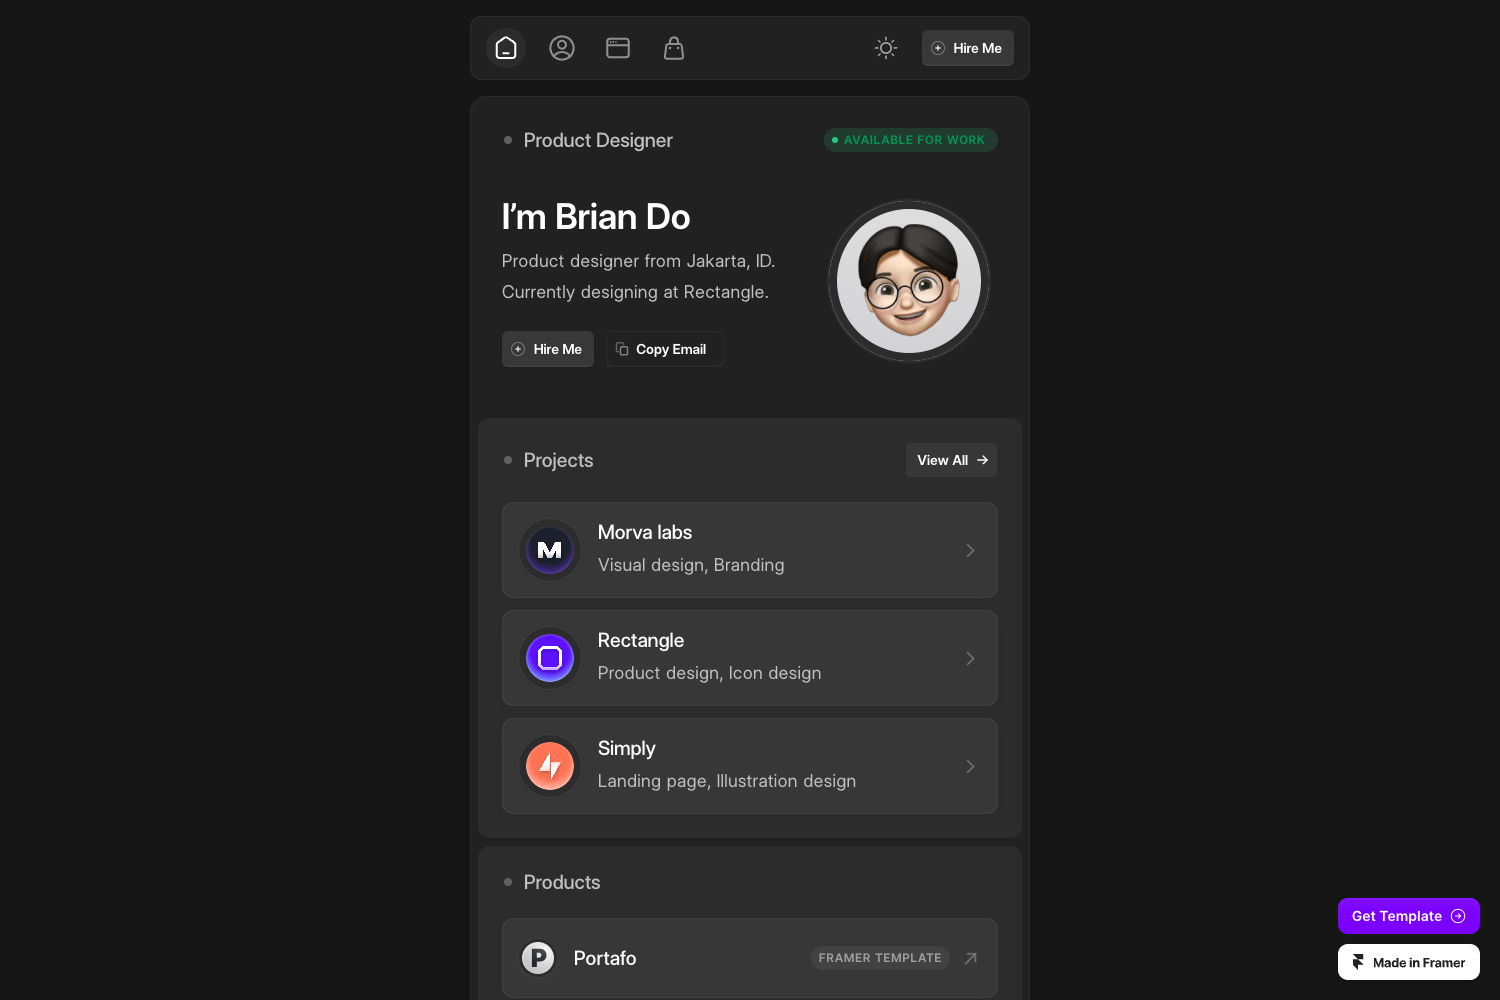 Hire Me
Product Designer
AVAILABLE FOR WORK
I’m Brian Do
Product designer from Jakarta, ID.
Currently designing at Rectangle.
Hire Me
Copy Email
Projects
View All
M
Morva labs
Visual design, Branding
Rectangle
Product design, Icon design
Simply
Landing page, Illustration design
Products
P
Portafo
FRAMER TEMPLATE
Get Template
Made in Framer